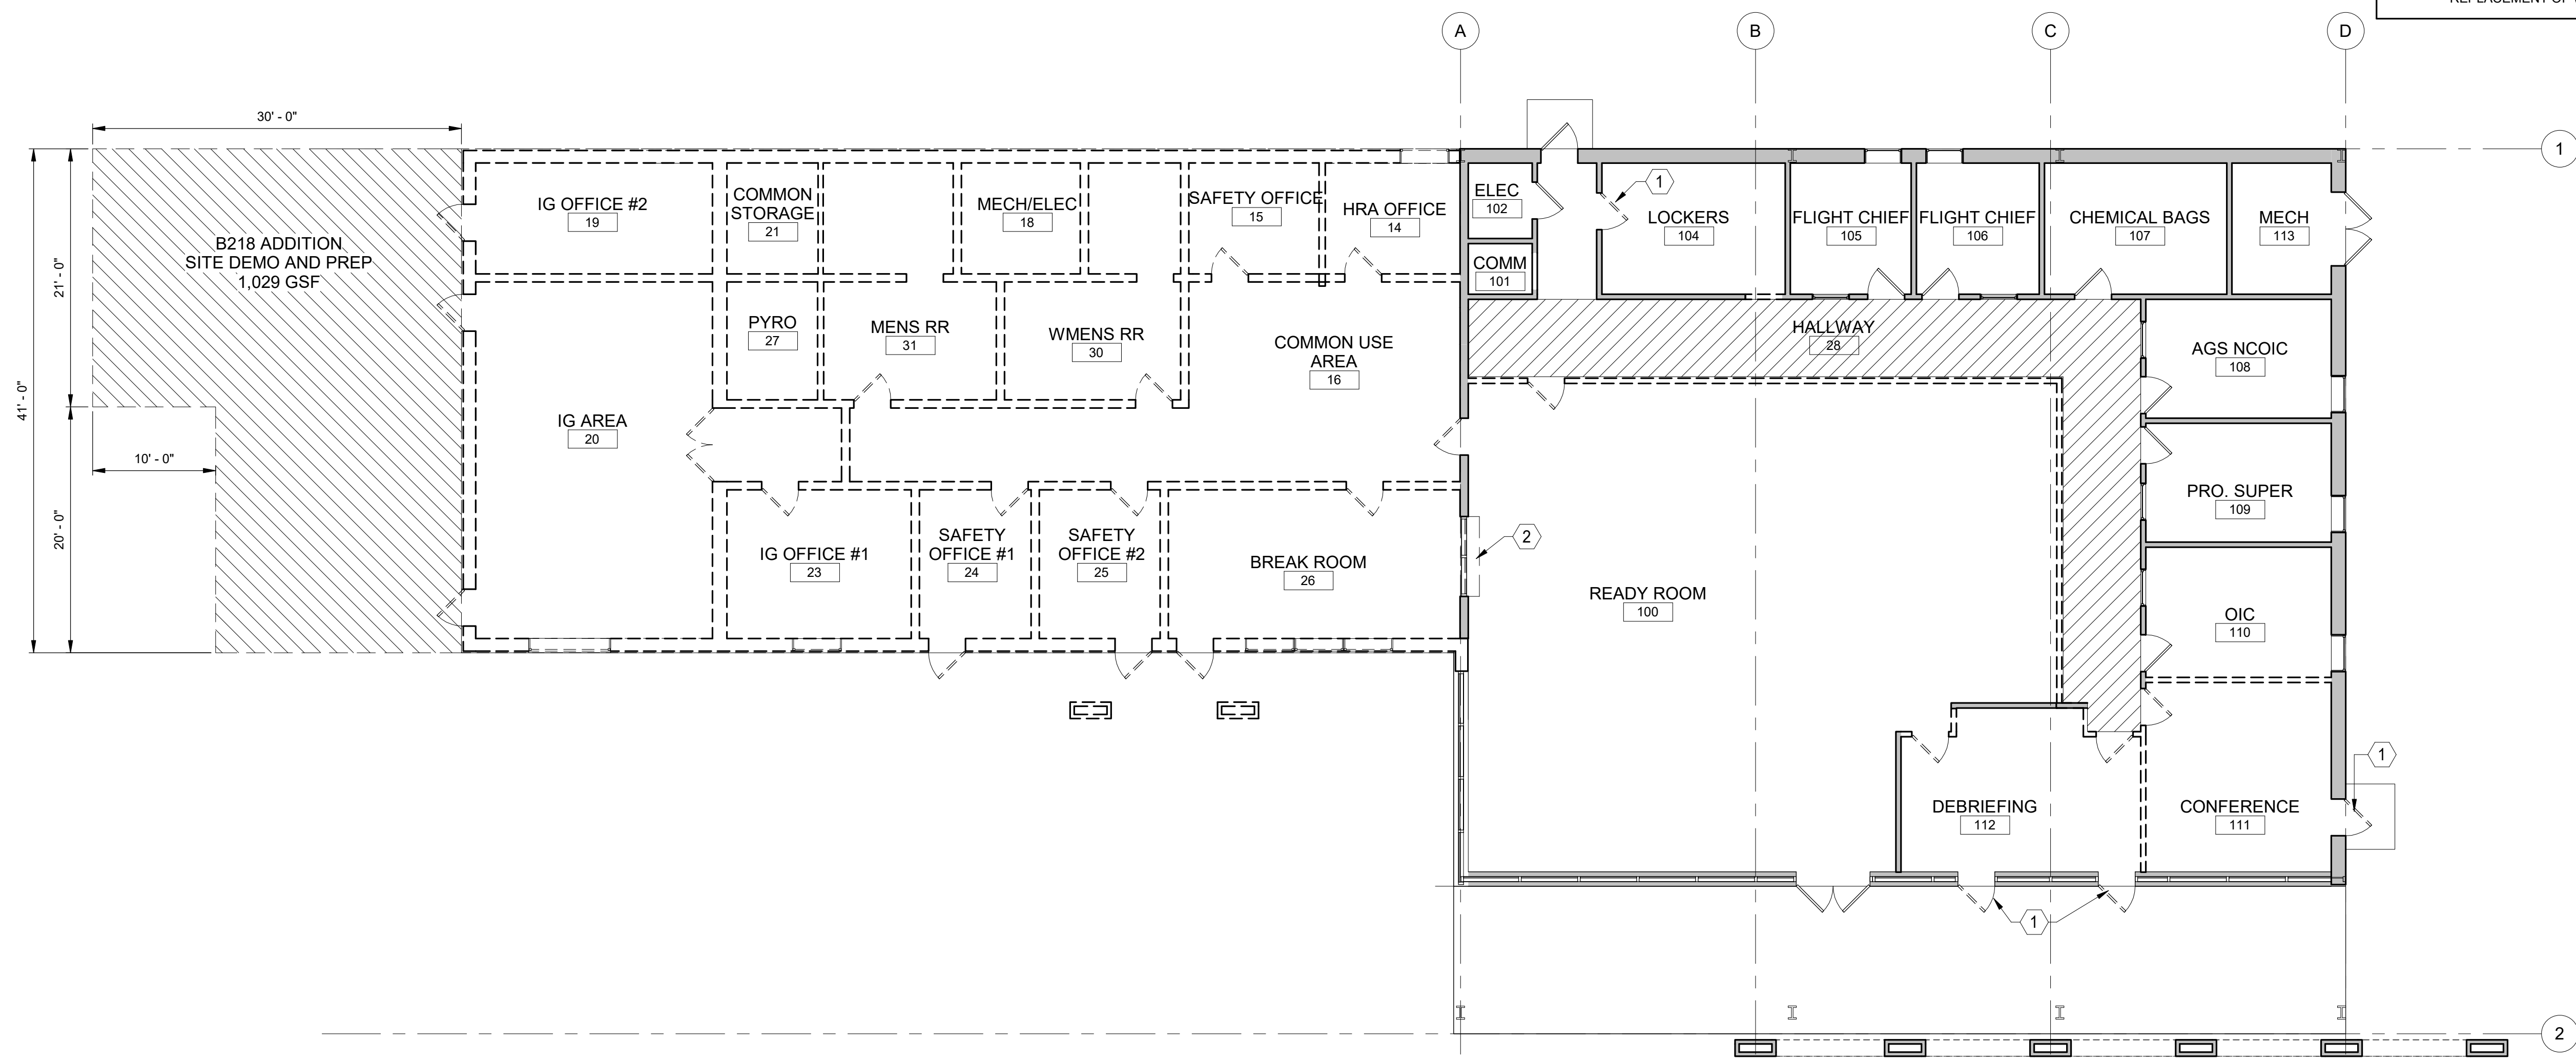 REPLACEMENT OF
A
B
C
D
1
2
30' - 0"
41' - 0"
21' - 0"
20' - 0"
10' - 0"
B218 ADDITION
SITE DEMO AND PREP
1,029 GSF
IG OFFICE #2
19
COMMON
STORAGE
21
MECH/ELEC
18
SAFETY OFFICE
15
HRA OFFICE
14
IG AREA
20
PYRO
27
MENS RR
31
WMENS RR
30
COMMON USE
AREA
16
IG OFFICE #1
23
SAFETY
OFFICE #1
24
SAFETY
OFFICE #2
25
BREAK ROOM
26
ELEC
102
COMM
101
1
LOCKERS
104
FLIGHT CHIEF
105
FLIGHT CHIEF
106
CHEMICAL BAGS
107
MECH
113
HALLWAY
28
AGS NCOIC
108
PRO. SUPER
109
OIC
110
2
READY ROOM
100
DEBRIEFING
112
CONFERENCE
111
1
1